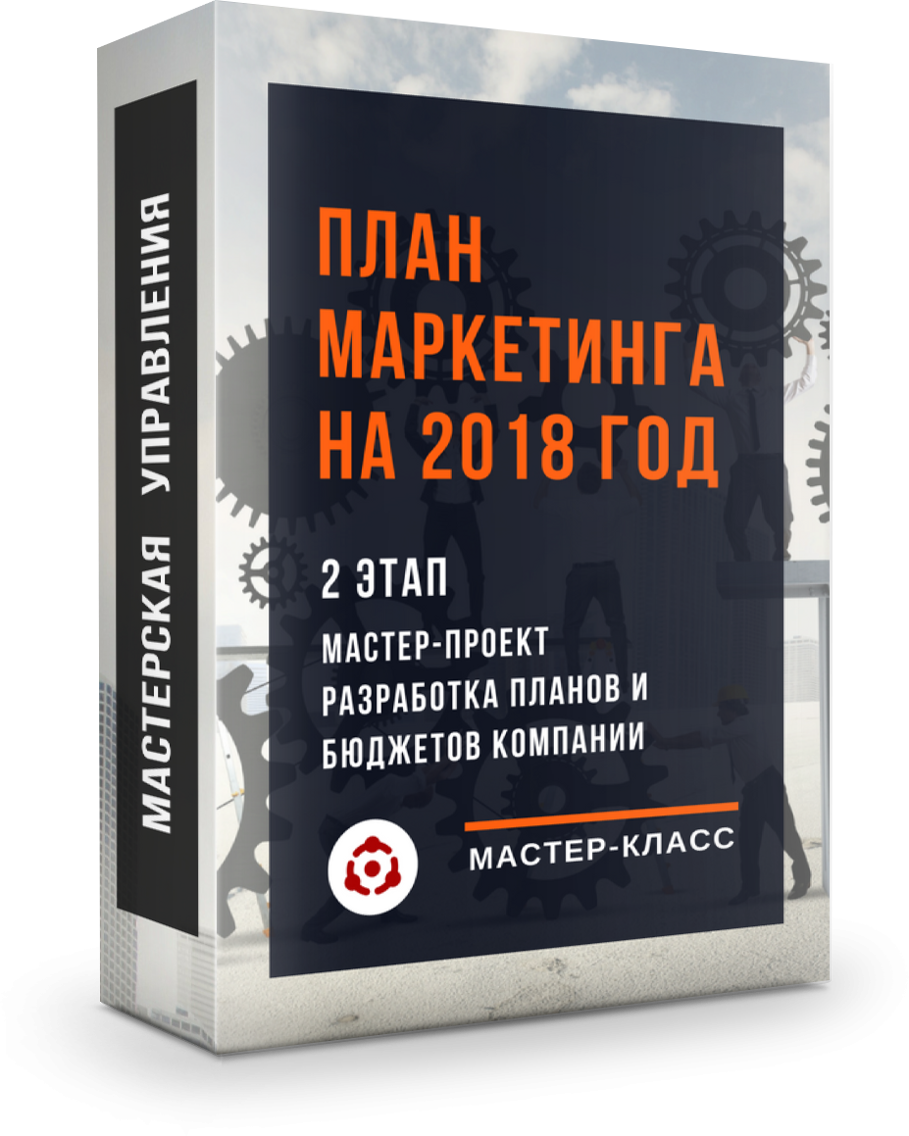 МАСТЕРСКАЯ УПРАВЛЕНИЯ
ПЛАН
МАРКЕТИНГА
НА 2018 ГОД
2 ЭТАП
МАСТЕР-ПРОЕКТ
РАЗРАБОТКА ПЛАНОВ И
БЮДЖЕТОВ КОМПАНИИ
МАСТЕР-КЛАСС